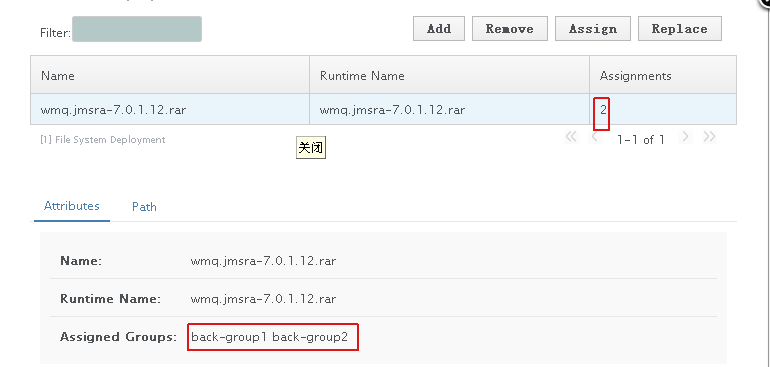 Filter:
Add Remove Assign Replace
Name Runtime Name Assignments
wmq.jmsra-7.0.1.12.rar wmq.jmsra-7.0.1.12.rar 2
[1] File System Deployment
« ‹ 1-1 of 1 › »
关闭
Attributes Path
Name: wmq.jmsra-7.0.1.12.rar
Runtime Name: wmq.jmsra-7.0.1.12.rar
Assigned Groups: back-group1 back-group2